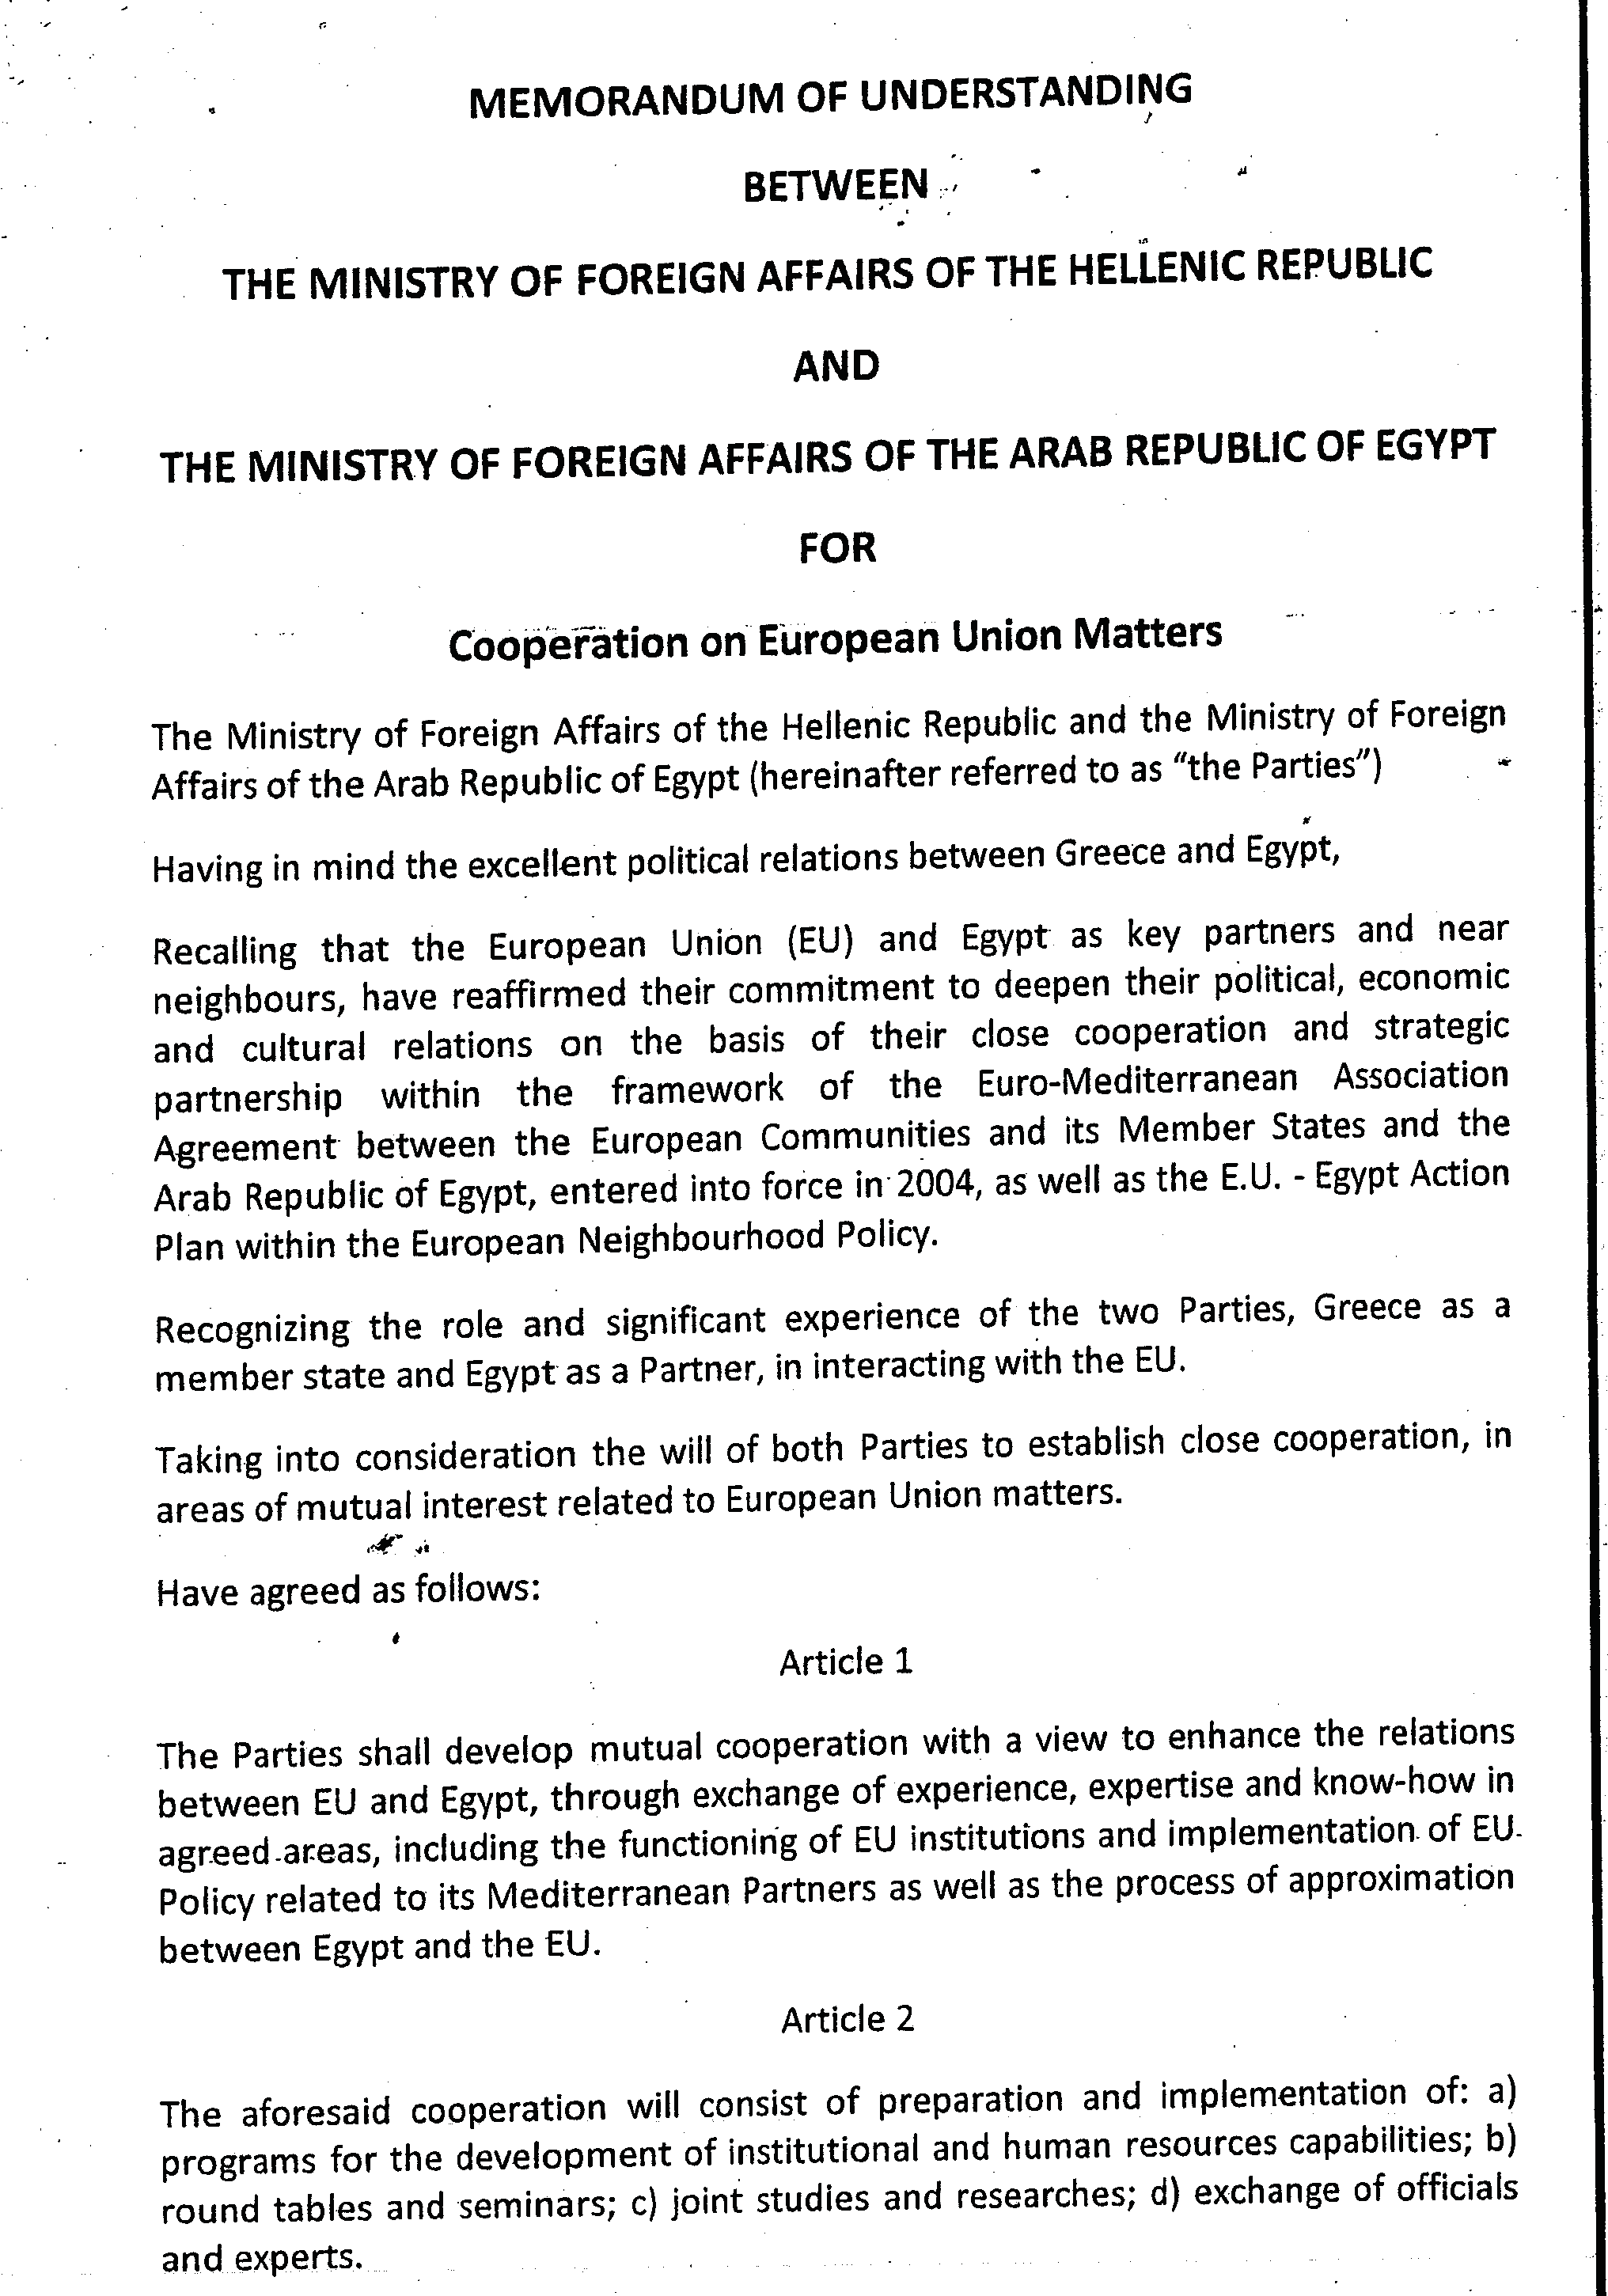 MEMORANDUM OF UNDERSTANDING
BETWEEN
THE MINISTRY OF FOREIGN AFFAIRS OF THE HELLENIC REPUBLIC
AND
THE MINISTRY OF FOREIGN AFFAIRS OF THE ARAB REPUBLIC OF EGYPT
FOR
Cooperation on European Union Matters
The Ministry of Foreign Affairs of the Hellenic Republic and the Ministry of Foreign
Affairs of the Arab Republic of Egypt (hereinafter referred to as “the Parties”)
Having in mind the excellent political relations between Greece and Egypt,
Recalling that the European Union (EU) and Egypt as key partners and near
neighbours, have reaffirmed their commitment to deepen their political, economic
and cultural relations on the basis of their close cooperation and strategic
partnership within the framework of the Euro-Mediterranean Association
Agreement between the European Communities and its Member States and the
Arab Republic of Egypt, entered into force in 2004, as well as the E.U. - Egypt Action
Plan within the European Neighbourhood Policy.
Recognizing the role and significant experience of the two Parties, Greece as a
member state and Egypt as a Partner, in interacting with the EU.
Taking into consideration the will of both Parties to establish close cooperation, in
areas of mutual interest related to European Union matters.
Have agreed as follows:
Article 1
The Parties shall develop mutual cooperation with a view to enhance the relations
between EU and Egypt, through exchange of experience, expertise and know-how in
agreed areas, including the functioning of EU institutions and implementation of EU
Policy related to its Mediterranean Partners as well as the process of approximation
between Egypt and the EU.
Article 2
The aforesaid cooperation will consist of preparation and implementation of: a)
programs for the development of institutional and human resources capabilities; b)
round tables and seminars; c) joint studies and researches; d) exchange of officials
and experts.